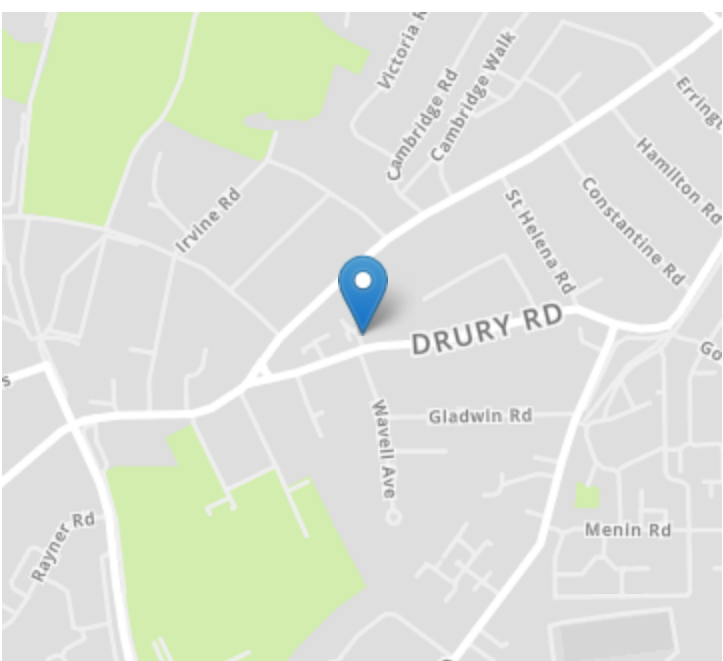 Victoria R
Cambridge Rd
Cambridge Walk
Erringt
Hamilton Rd
Constantine Rd
St Helena Rd
Irvine Rd
DRURY RD
Go
s
Wavell Ave
Gladwin Rd
Rayner Rd
Menin Rd